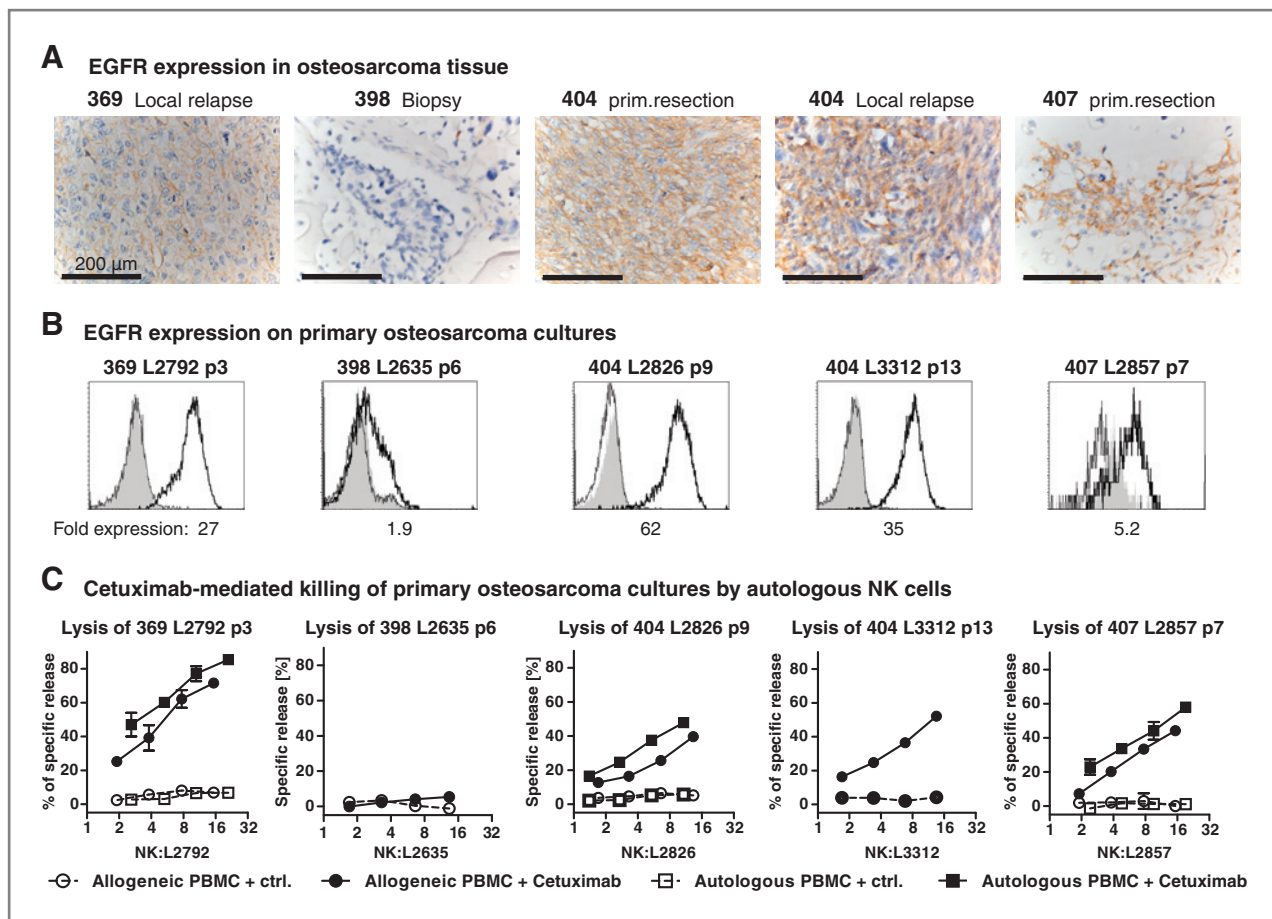 A EGFR expression in osteosarcoma tissue
369 Local relapse
398 Biopsy
404 prim.resection
404 Local relapse
407 prim.resection
200 µm
B EGFR expression on primary osteosarcoma cultures
369 L2792 p3
398 L2635 p6
404 L2826 p9
404 L3312 p13
407 L2857 p7
Fold expression: 27
1.9
62
35
5.2
C Cetuximab-mediated killing of primary osteosarcoma cultures by autologous NK cells
Lysis of 369 L2792 p3
% of specific release
80
60
40
20
0
1 2 4 8 16 32
NK:L2792
Lysis of 398 L2635 p6
Specific release [%]
80
60
40
20
0
1 2 4 8 16 32
NK:L2635
Lysis of 404 L2826 p9
Specific release [%]
80
60
40
20
0
1 2 4 8 16 32
NK:L2826
Lysis of 404 L3312 p13
% of specific release
80
60
40
20
0
1 2 4 8 16 32
NK:L3312
Lysis of 407 L2857 p7
% of specific release
80
60
40
20
0
1 2 4 8 16 32
NK:L2857
Allogeneic PBMC + ctrl.
Allogeneic PBMC + Cetuximab
Autologous PBMC + ctrl.
Autologous PBMC + Cetuximab